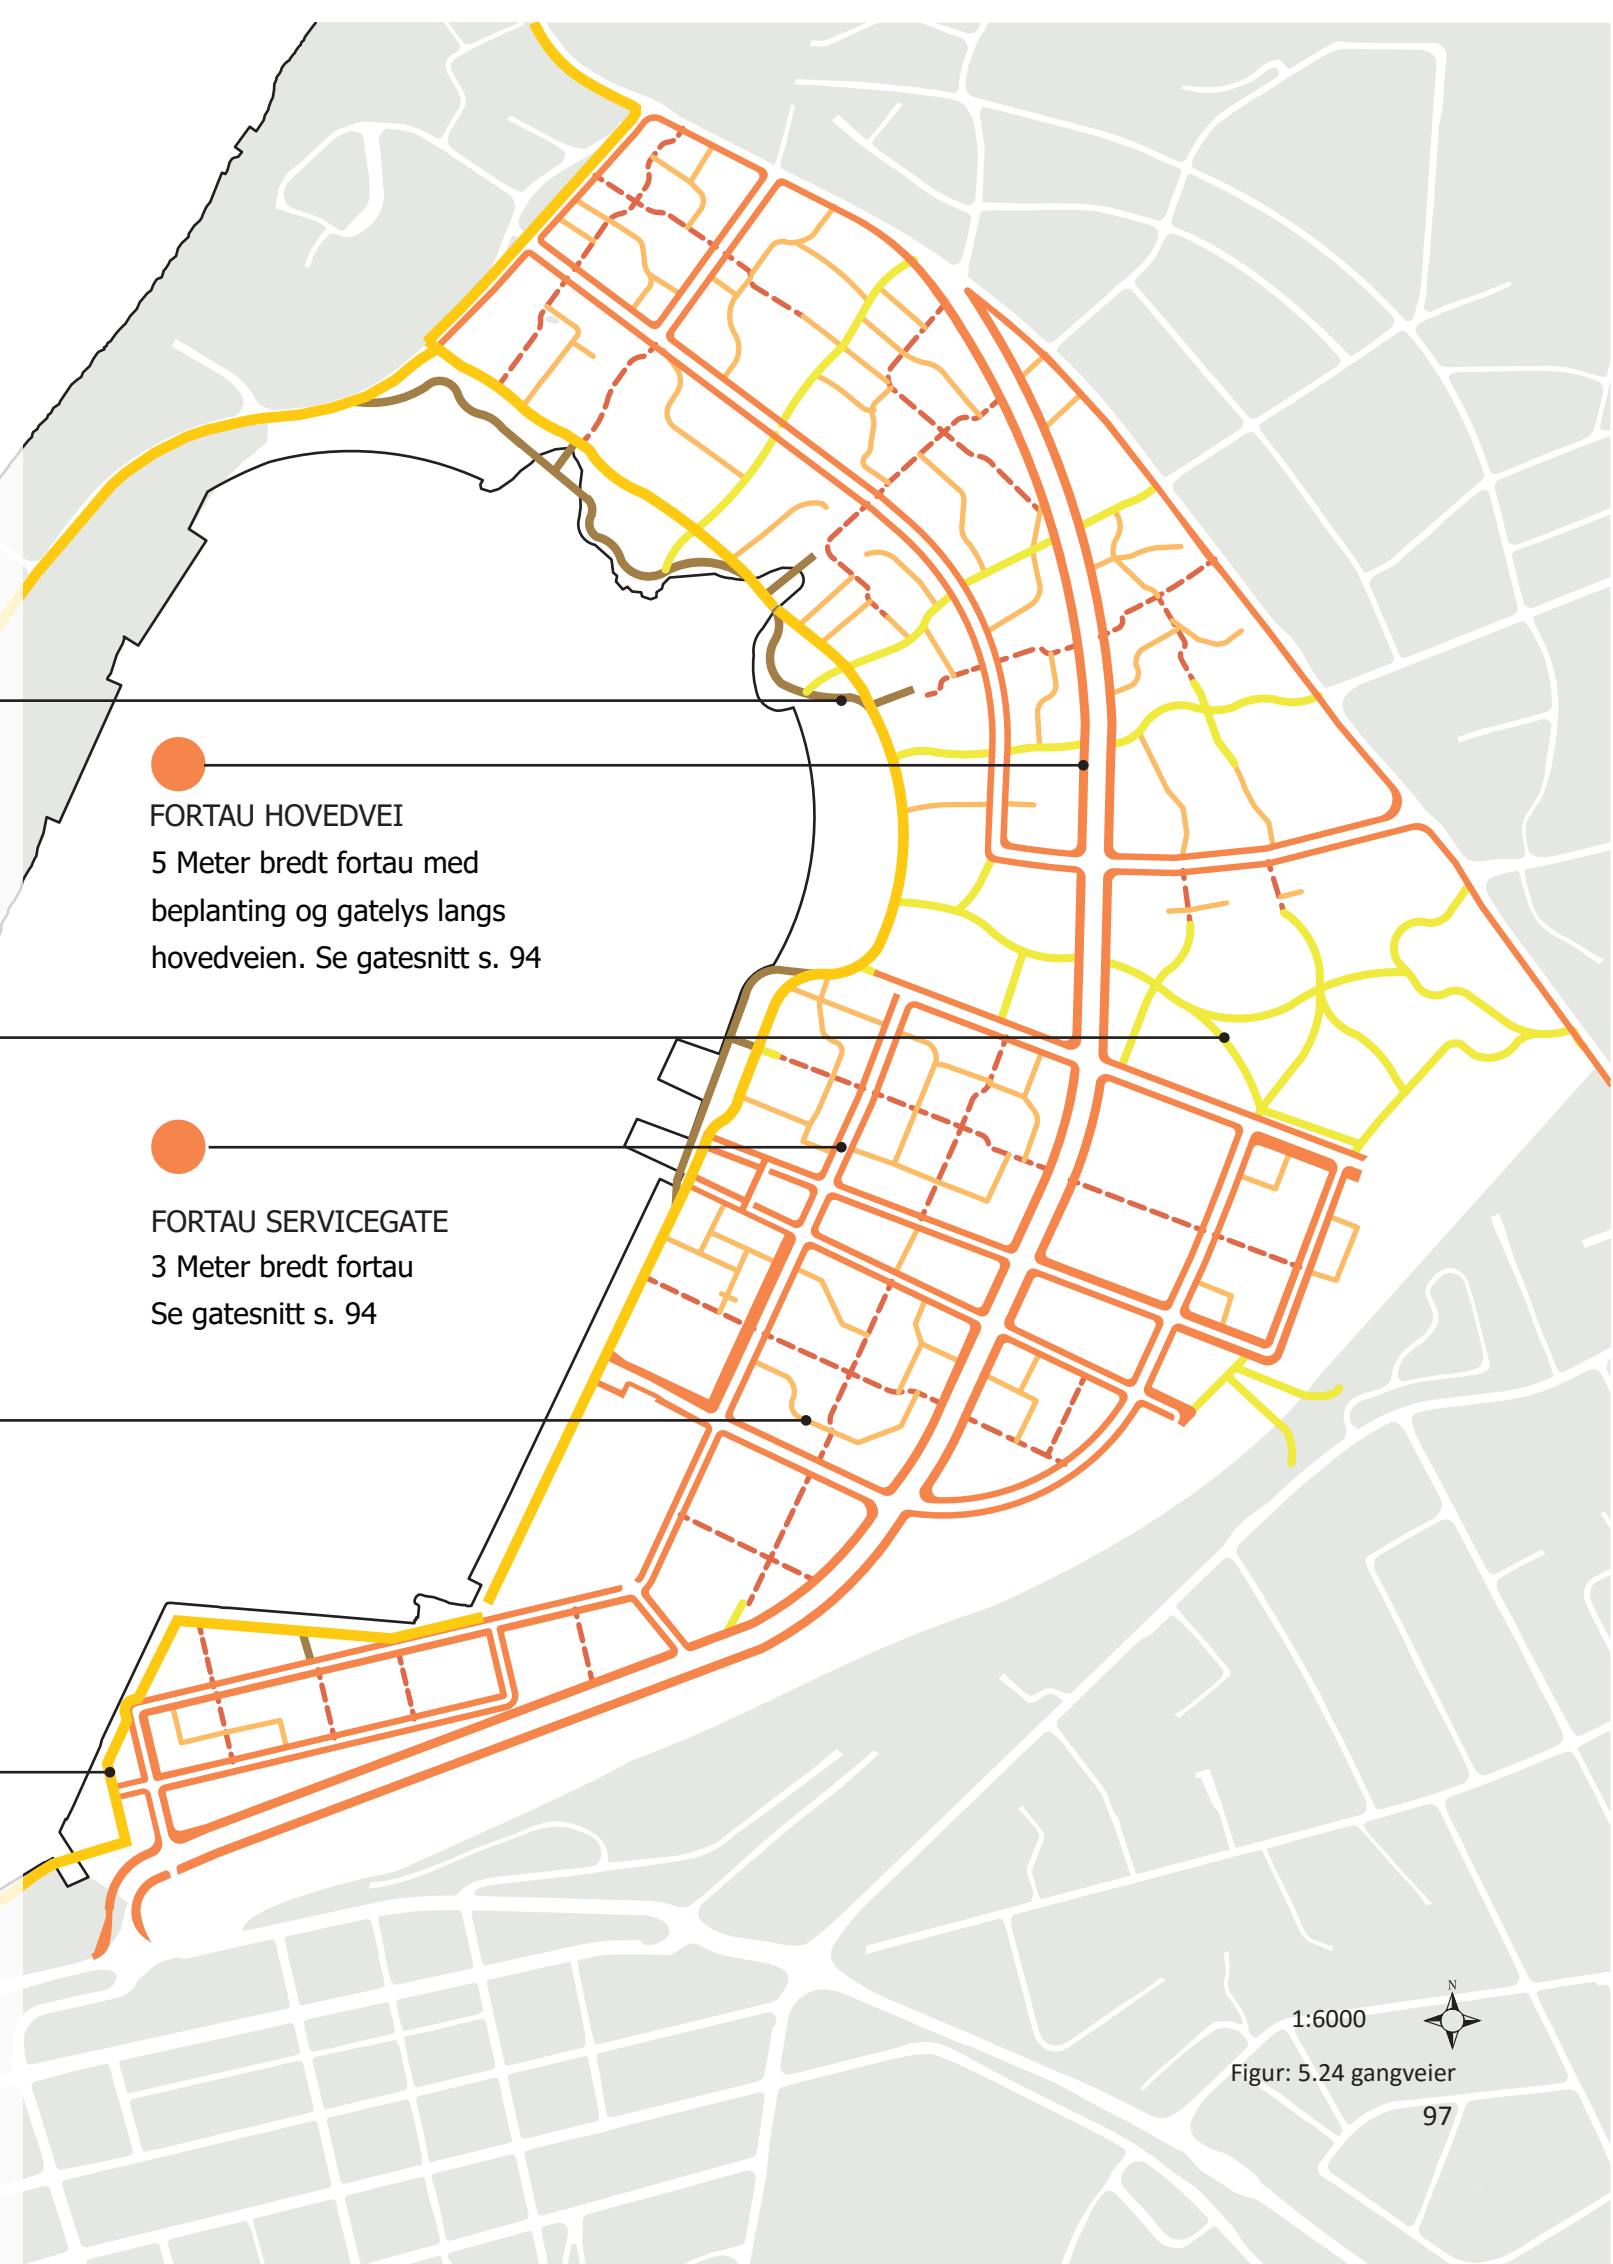 FORTAU HOVEDVEI
5 Meter bredt fortau med
beplanting og gatelys langs
hovedveien. Se gatesnitt s. 94
FORTAU SERVICEGATE
3 Meter bredt fortau
Se gatesnitt s. 94
N
1:6000
Figur: 5.24 gangveier
97